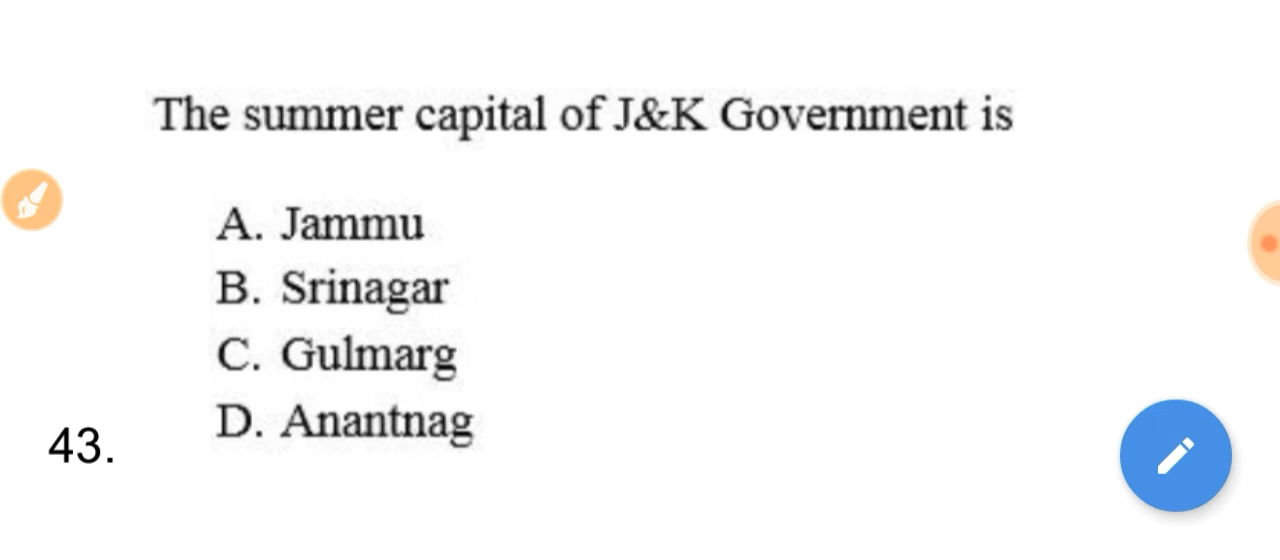 The summer capital of J&K Government is
A. Jammu
B. Srinagar
C. Gulmarg
D. Anantnag
43.